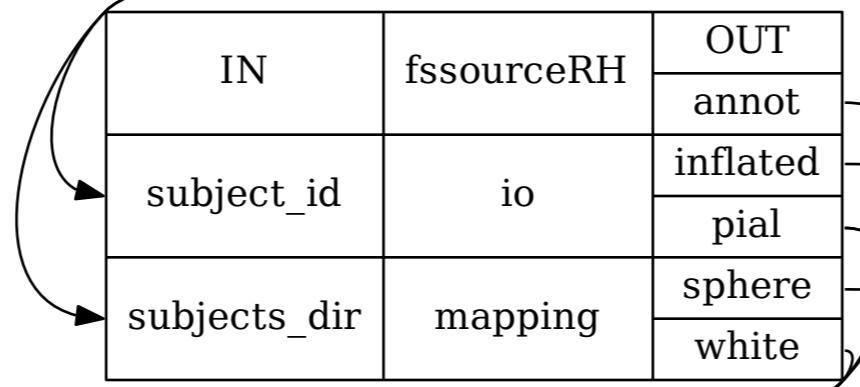 IN
subject_id
subjects_dir
fssourceRH
io
mapping
OUT
annot
inflated
pial
sphere
white